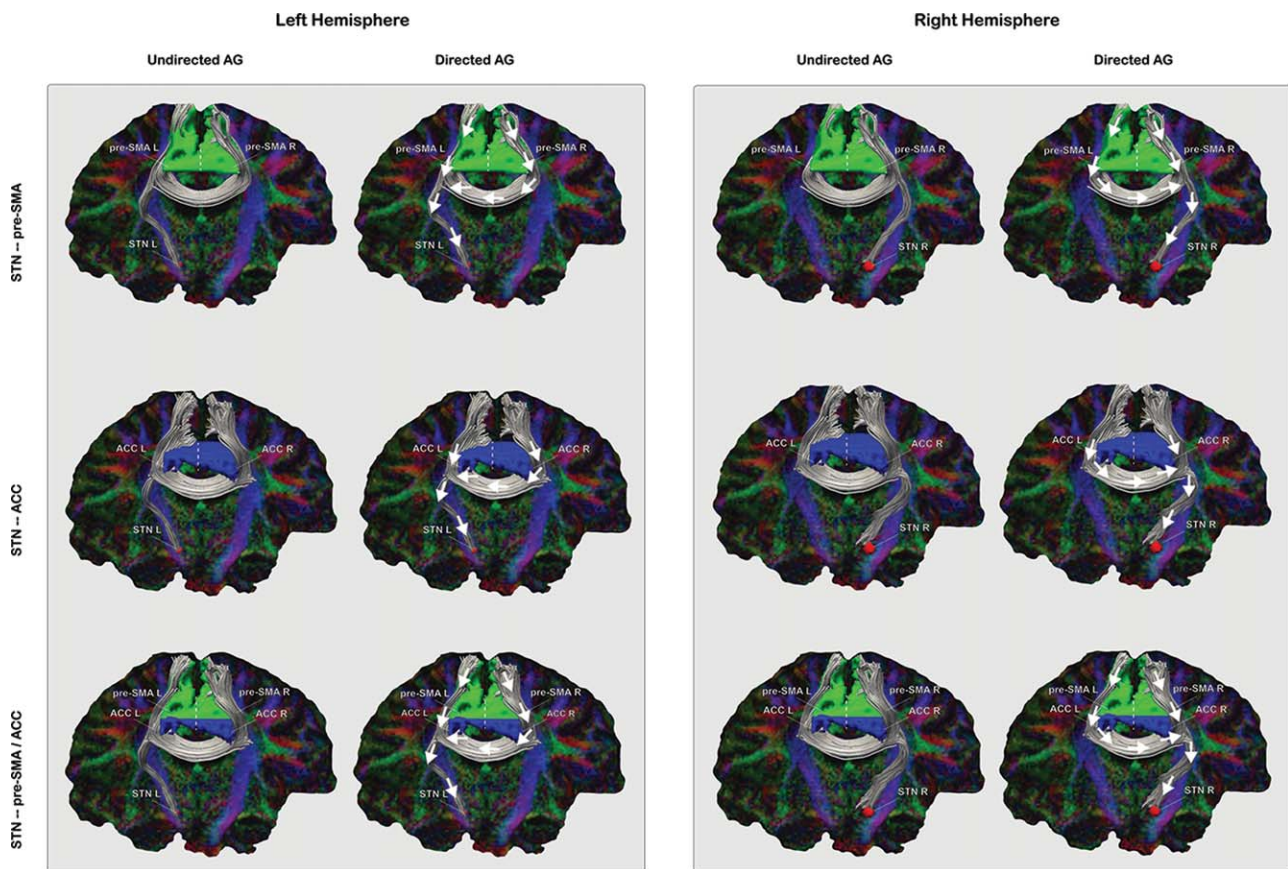 Left Hemisphere
Right Hemisphere
Undirected AG
Directed AG
Undirected AG
Directed AG
STN -- pre-SMA
pre-SMA L
pre-SMA R
STN L
pre-SMA L
pre-SMA R
STN L
pre-SMA L
pre-SMA R
STN R
pre-SMA L
pre-SMA R
STN R
STN -- ACC
ACC L
ACC R
STN L
ACC L
ACC R
STN L
ACC L
ACC R
STN R
ACC L
ACC R
STN R
STN -- pre-SMA / ACC
pre-SMA L
pre-SMA R
ACC L
ACC R
STN L
pre-SMA L
pre-SMA R
ACC L
ACC R
STN L
pre-SMA L
pre-SMA R
ACC L
ACC R
STN R
pre-SMA L
pre-SMA R
ACC L
ACC R
STN R